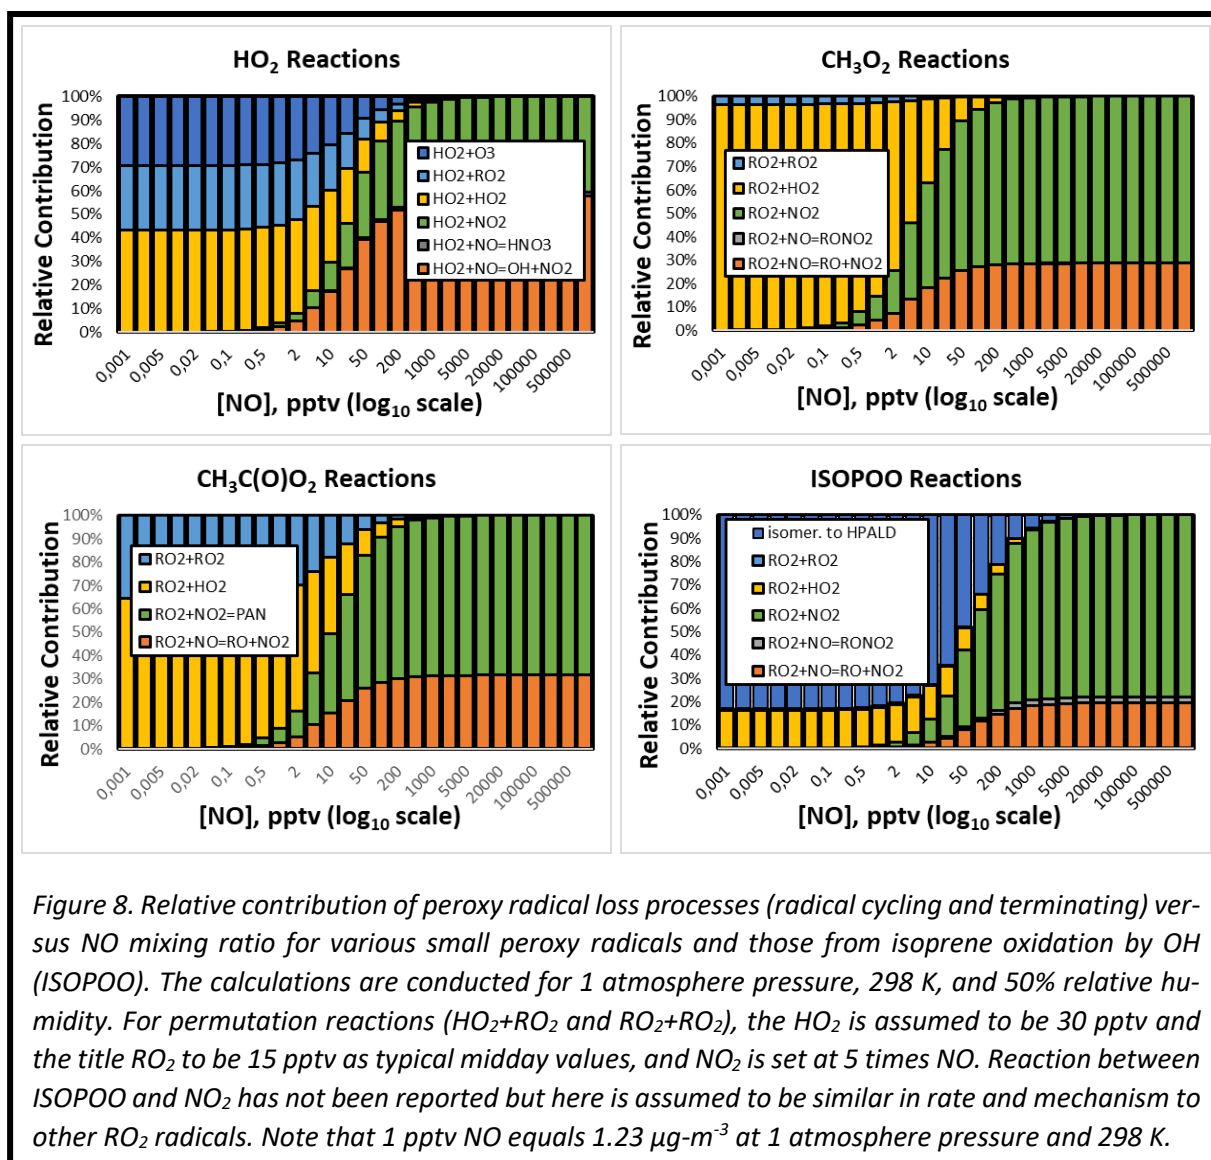 HO2 Reactions
Relative Contribution
100%
90%
80%
70%
60%
50%
40%
30%
20%
10%
0%
HO2+O3
HO2+RO2
HO2+HO2
HO2+NO2
HO2+NO=HNO3
HO2+NO=OH+NO2
0,001 0,005 0,02 0,1 0,5 2 10 50 200 1000 5000 20000 100000 500000
[NO], pptv (log10 scale)
CH3O2 Reactions
Relative Contribution
100%
90%
80%
70%
60%
50%
40%
30%
20%
10%
0%
RO2+RO2
RO2+HO2
RO2+NO2
RO2+NO=RONO2
RO2+NO=RO+NO2
0,001 0,005 0,02 0,1 0,5 2 10 50 200 1000 5000 20000 100000 500000
[NO], pptv (log10 scale)
CH3C(O)O2 Reactions
Relative Contribution
100%
90%
80%
70%
60%
50%
40%
30%
20%
10%
0%
RO2+RO2
RO2+HO2
RO2+NO2=PAN
RO2+NO=RO+NO2
0,001 0,005 0,02 0,1 0,5 2 10 50 200 1000 5000 20000 100000 500000
[NO], pptv (log10 scale)
ISOPOO Reactions
Relative Contribution
100%
90%
80%
70%
60%
50%
40%
30%
20%
10%
0%
isomer. to HPALD
RO2+RO2
RO2+HO2
RO2+NO2
RO2+NO=RONO2
RO2+NO=RO+NO2
0,001 0,005 0,02 0,1 0,5 2 10 50 200 1000 5000 20000 100000 500000
[NO], pptv (log10 scale)
Figure 8. Relative contribution of peroxy radical loss processes (radical cycling and terminating) ver-
sus NO mixing ratio for various small peroxy radicals and those from isoprene oxidation by OH
(ISOPOO). The calculations are conducted for 1 atmosphere pressure, 298 K, and 50% relative hu-
midity. For permutation reactions (HO2+RO2 and RO2+RO2), the HO2 is assumed to be 30 pptv and
the title RO2 to be 15 pptv as typical midday values, and NO2 is set at 5 times NO. Reaction between
ISOPOO and NO2 has not been reported but here is assumed to be similar in rate and mechanism to
other RO2 radicals. Note that 1 pptv NO equals 1.23 µg-m-3 at 1 atmosphere pressure and 298 K.